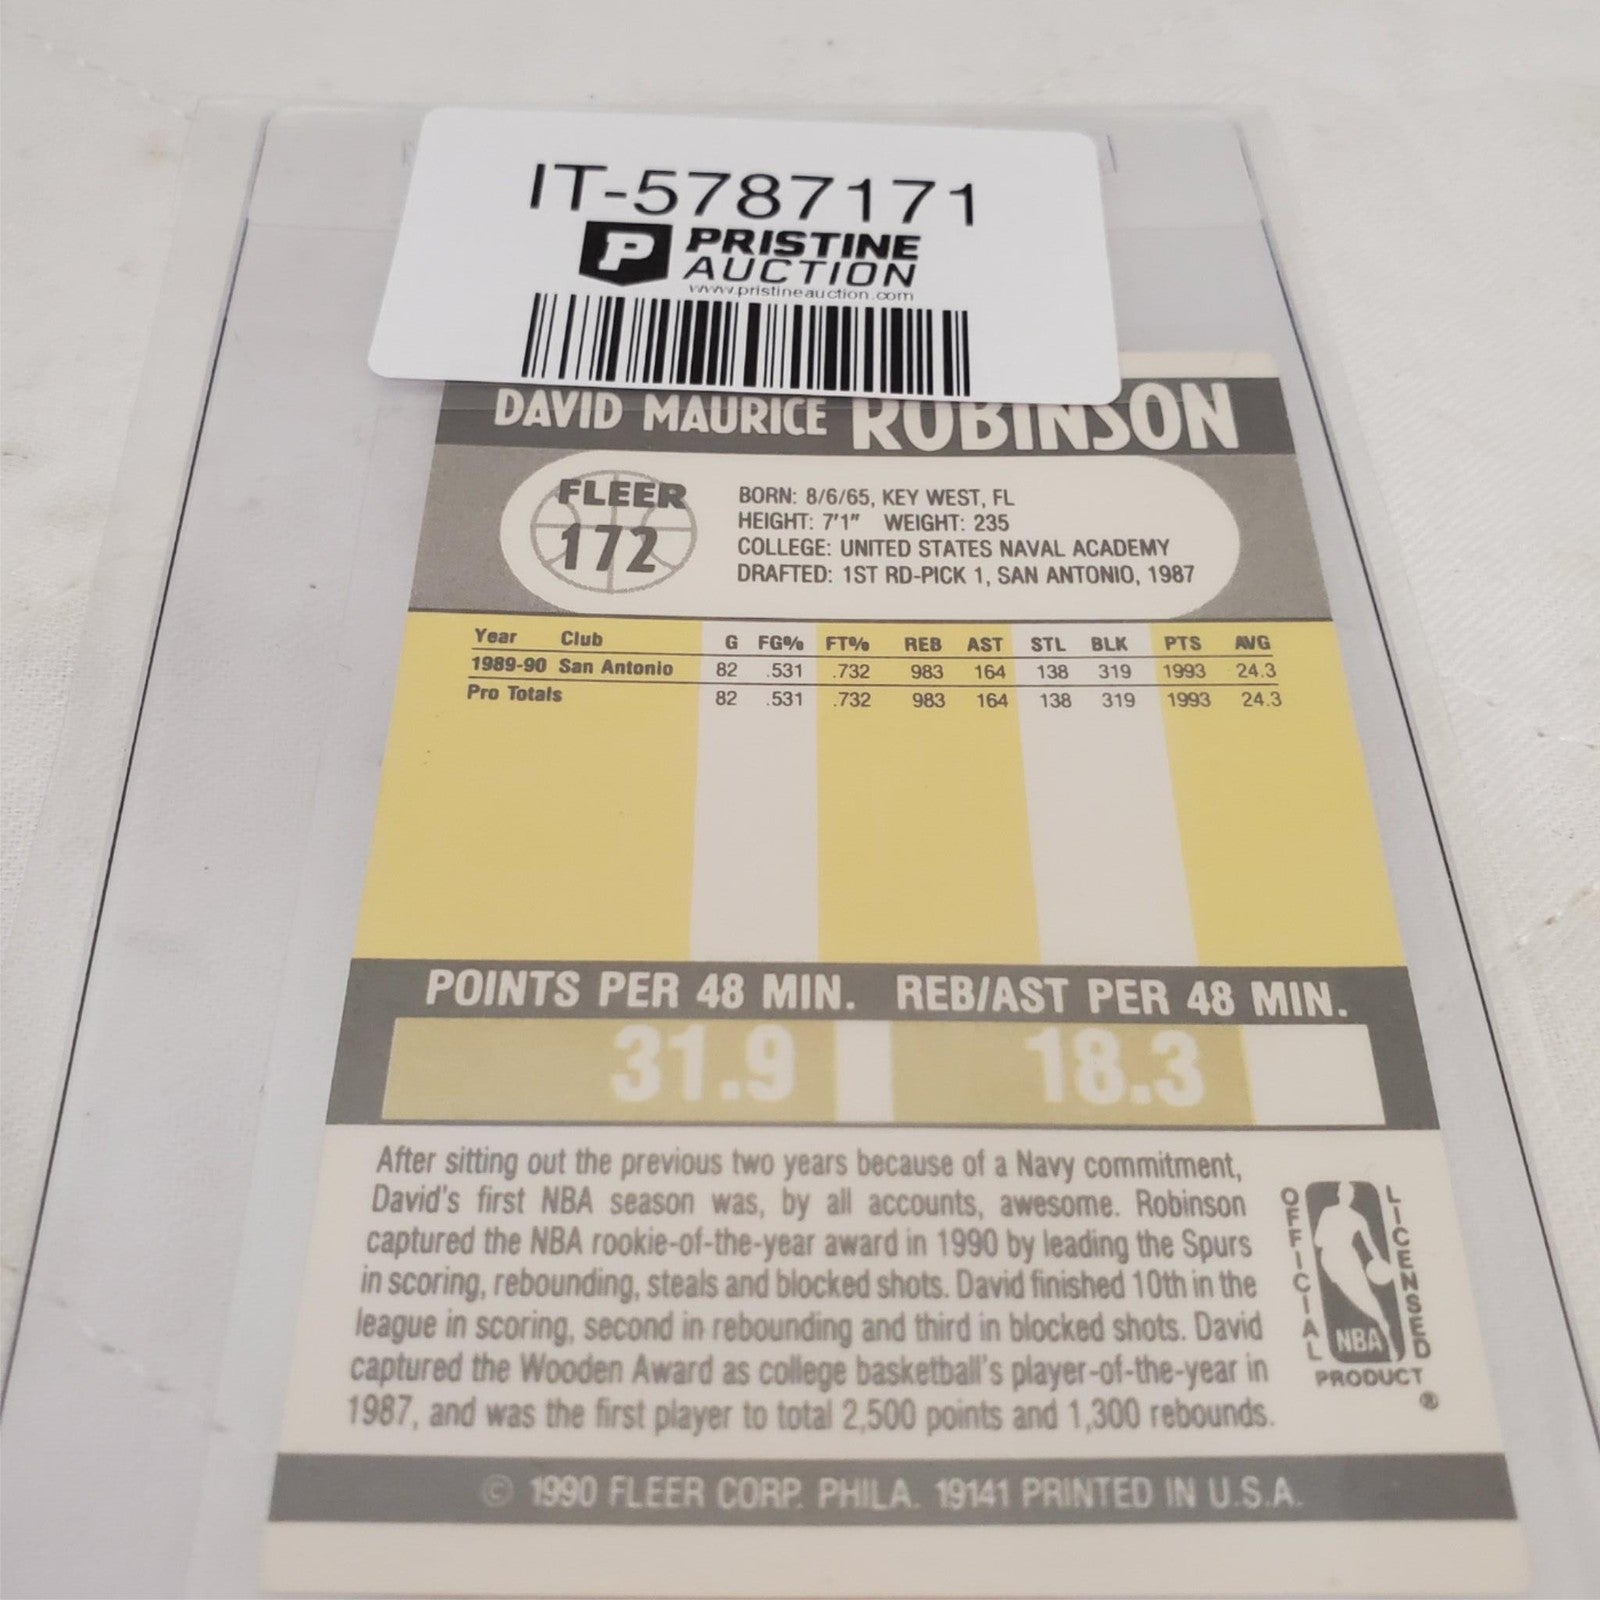 IT-5787171
P PRISTINE
AUCTION
www.pristineauction.com
DAVID MAURICE ROBINSON
FLEER
172
BORN: 8/6/65, KEY WEST, FL
HEIGHT: 7'1" WEIGHT: 235
COLLEGE: UNITED STATES NAVAL ACADEMY
DRAFTED: 1ST RD-PICK 1, SAN ANTONIO, 1987
Year Club G FG% FT% REB AST STL BLK PTS AVG
1989-90 San Antonio 82 .531 .732 983 164 138 319 1993 24.3
Pro Totals 82 .531 .732 983 164 138 319 1993 24.3
POINTS PER 48 MIN. REB/AST PER 48 MIN.
31.9 18.3
After sitting out the previous two years because of a Navy commitment,
David's first NBA season was, by all accounts, awesome. Robinson
captured the NBA rookie-of-the-year award in 1990 by leading the Spurs
in scoring, rebounding, steals and blocked shots. David finished 10th in the
league in scoring, second in rebounding and third in blocked shots. David
captured the Wooden Award as college basketball's player-of-the-year in
1987, and was the first player to total 2,500 points and 1,300 rebounds.
OFFICIAL LICENSED
NBA
PRODUCT
®
© 1990 FLEER CORP. PHILA. 19141 PRINTED IN U.S.A.